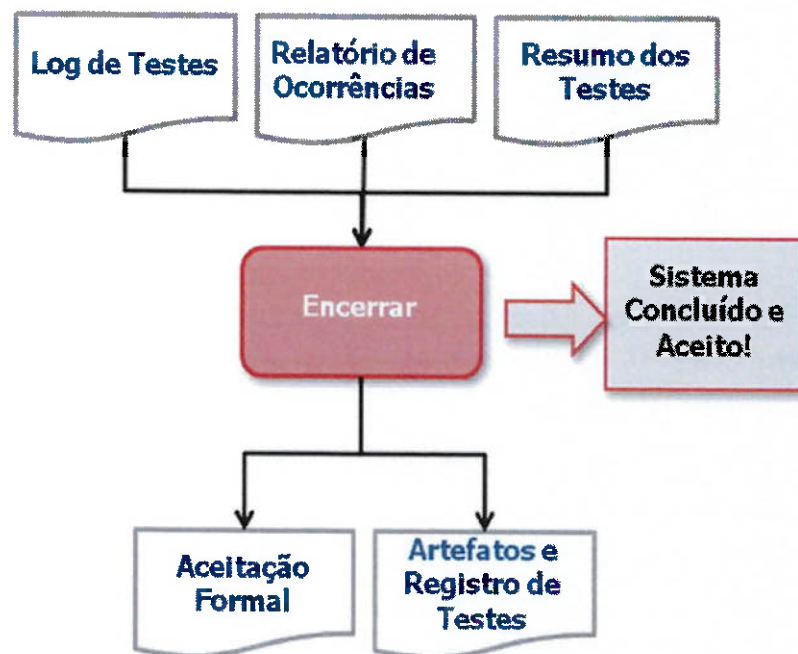 Log de Testes
Relatório de
Ocorrências
Resumo dos
Testes
Encerrar
Sistema
Concluído e
Aceito!
Aceitação
Formal
Artefatos e
Registro de
Testes